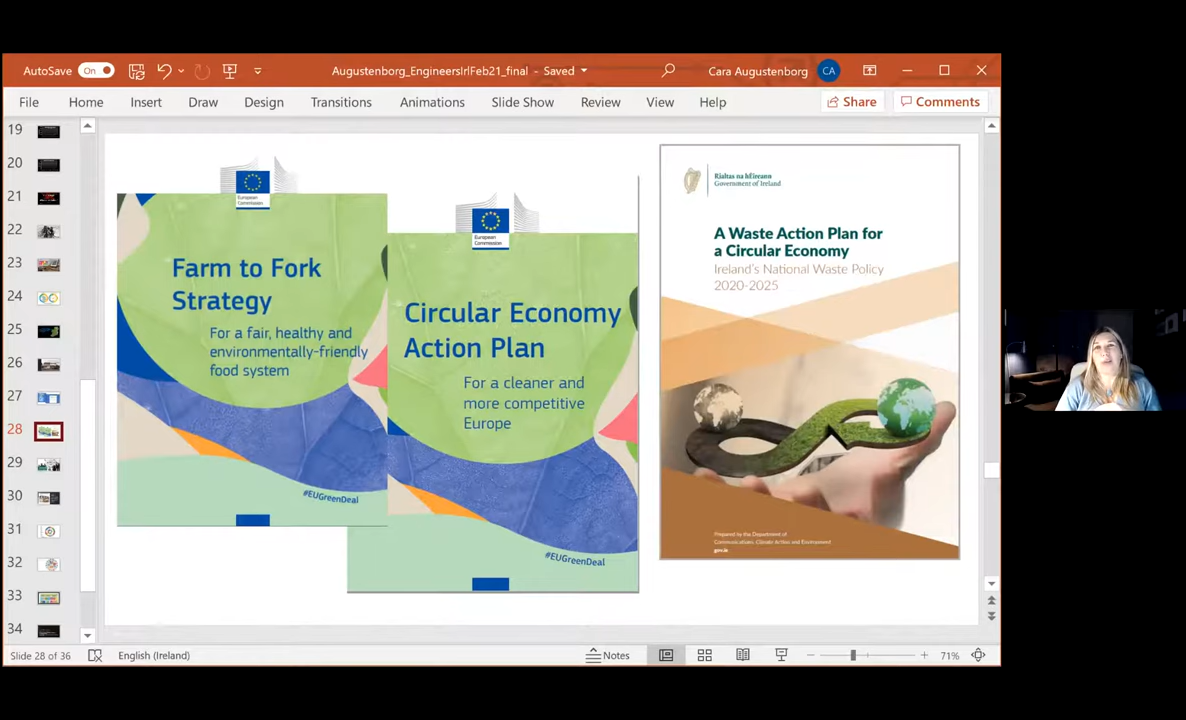 AutoSave On
Augustenborg_EngineersIrlFeb21_final - Saved
Cara Augustenborg CA
File Home Insert Draw Design Transitions Animations Slide Show Review View Help
Share Comments
19
20
21
22
23
24
25
26
27
28
29
30
31
32
33
34
European
Commission
Farm to Fork
Strategy
For a fair, healthy and
environmentally-friendly
food system
#EUGreenDeal
European
Commission
Circular Economy
Action Plan
For a cleaner and
more competitive
Europe
#EUGreenDeal
Rialtas na hÉireann
Government of Ireland
A Waste Action Plan for
a Circular Economy
Ireland's National Waste Policy
2020-2025
Prepared by the Department of
Communications, Climate Action and Environment
gov.ie
Slide 28 of 36
English (Ireland)
Notes
71%